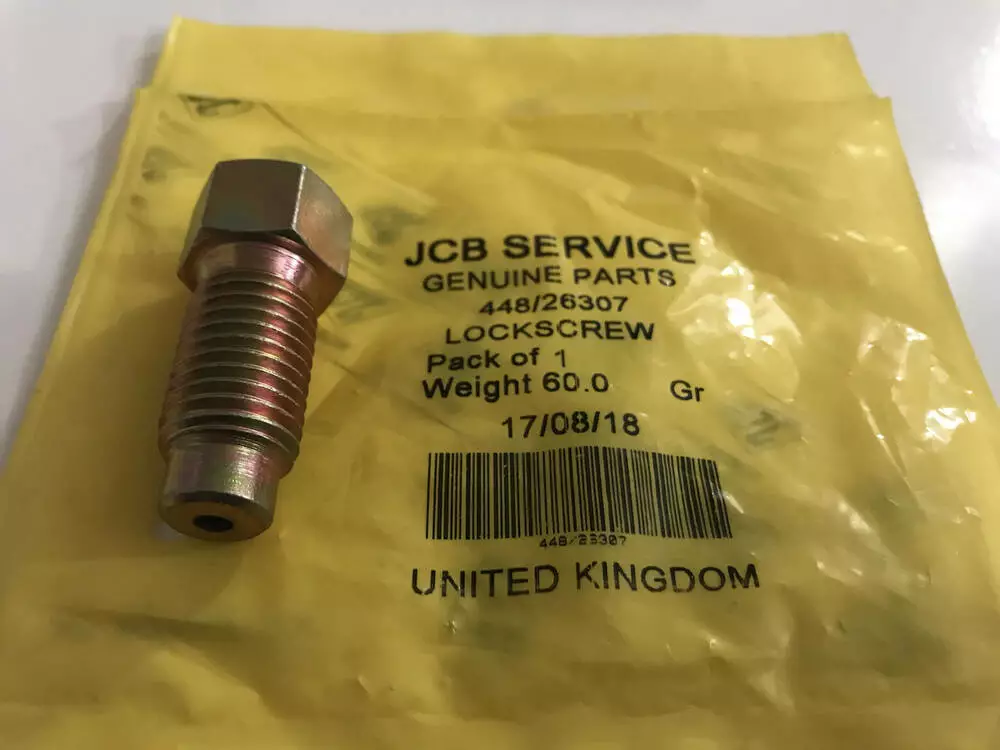 JCB SERVICE
GENUINE PARTS
448/26307
LOCKSCREW
Pack of 1
Weight 60.0 Gr
17/08/18
448/26307
UNITED KINGDOM